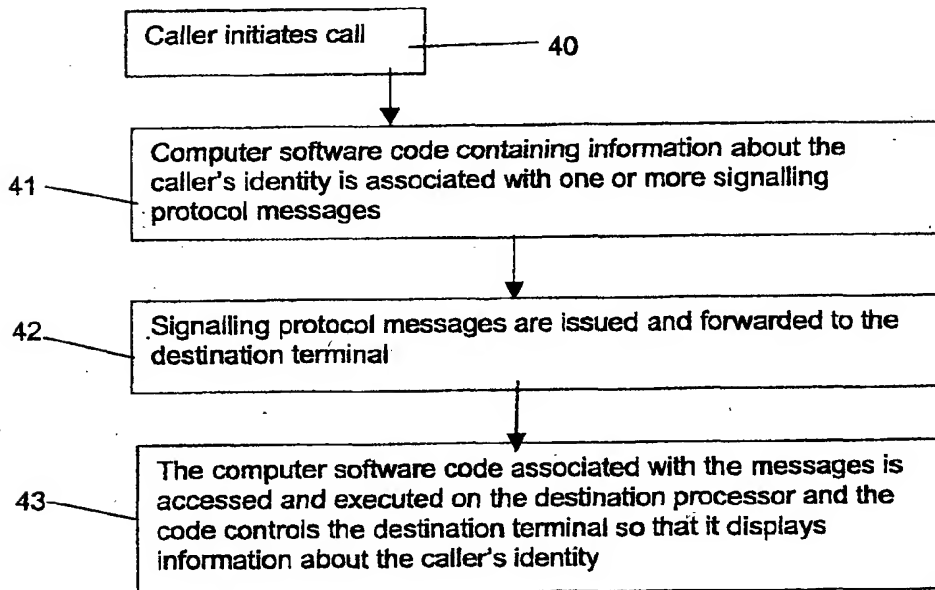 Caller initiates call
40
Computer software code containing information about the
caller's identity is associated with one or more signalling
protocol messages
41
Signalling protocol messages are issued and forwarded to the
destination terminal
42
The computer software code associated with the messages is
accessed and executed on the destination processor and the
code controls the destination terminal so that it displays
information about the caller's identity
43